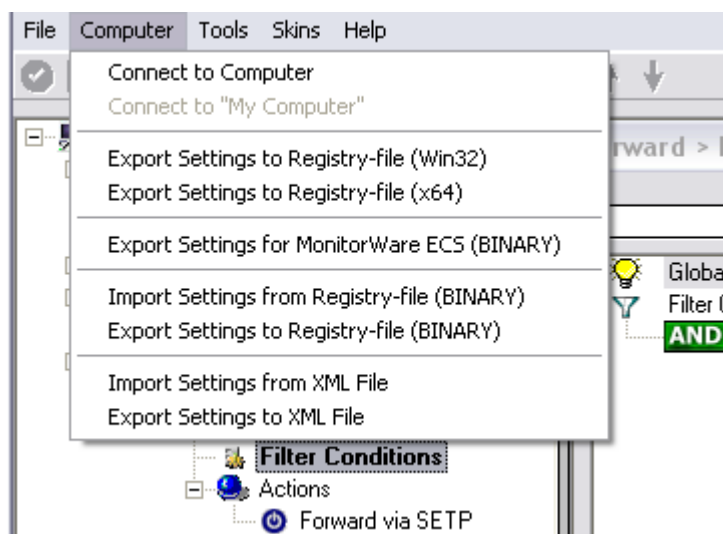 File Computer Tools Skins Help
Connect to Computer
Connect to "My Computer"
Export Settings to Registry-file (Win32)
Export Settings to Registry-file (x64)
Export Settings for MonitorWare ECS (BINARY)
Import Settings from Registry-file (BINARY)
Export Settings to Registry-file (BINARY)
Import Settings from XML File
Export Settings to XML File
rward >
Globa
Filter
AND
Filter Conditions
Actions
Forward via SETP